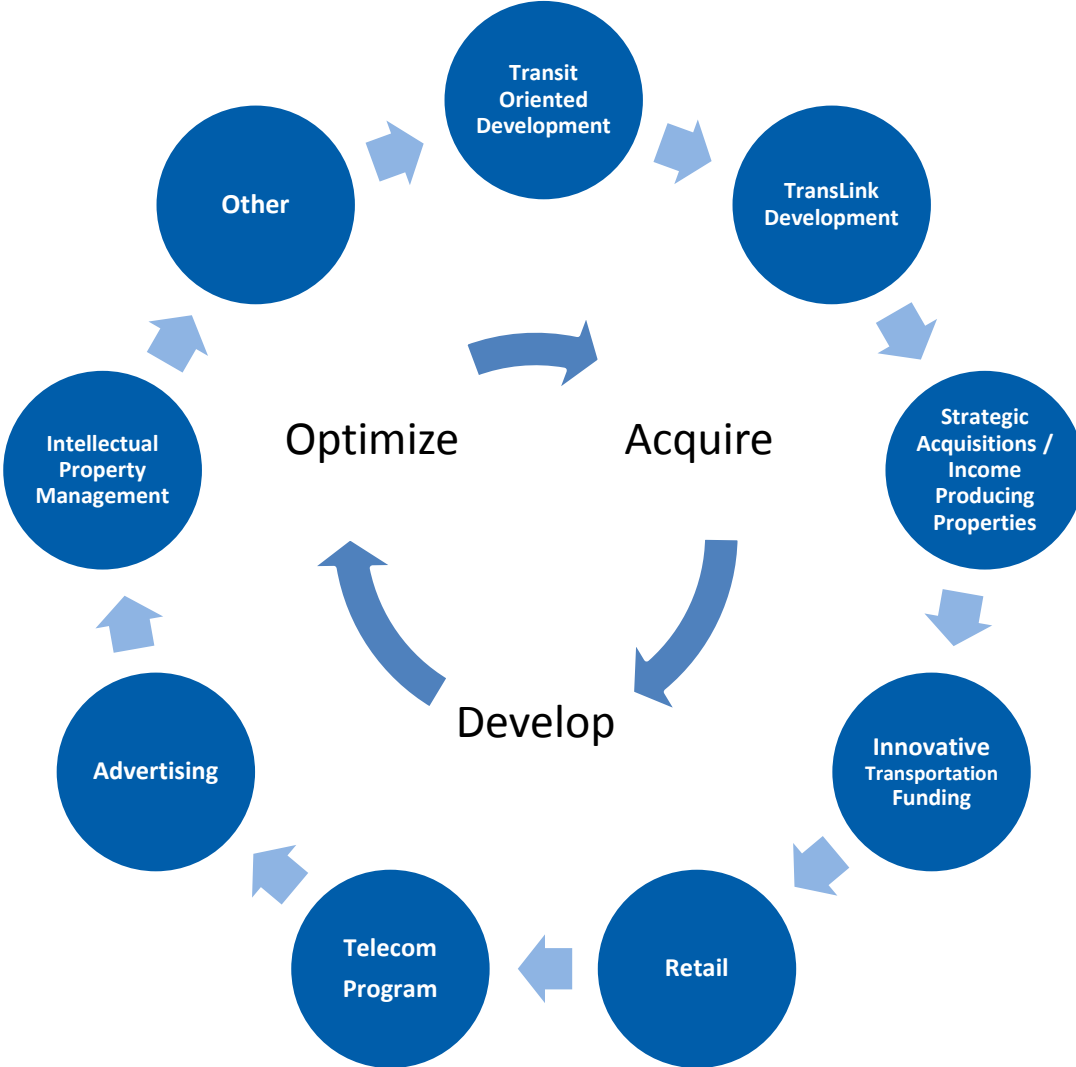 Transit
Oriented
Development
TransLink
Development
Strategic
Acquisitions /
Income
Producing
Properties
Innovative
Transportation
Funding
Retail
Telecom
Program
Advertising
Intellectual
Property
Management
Other
Optimize
Acquire
Develop